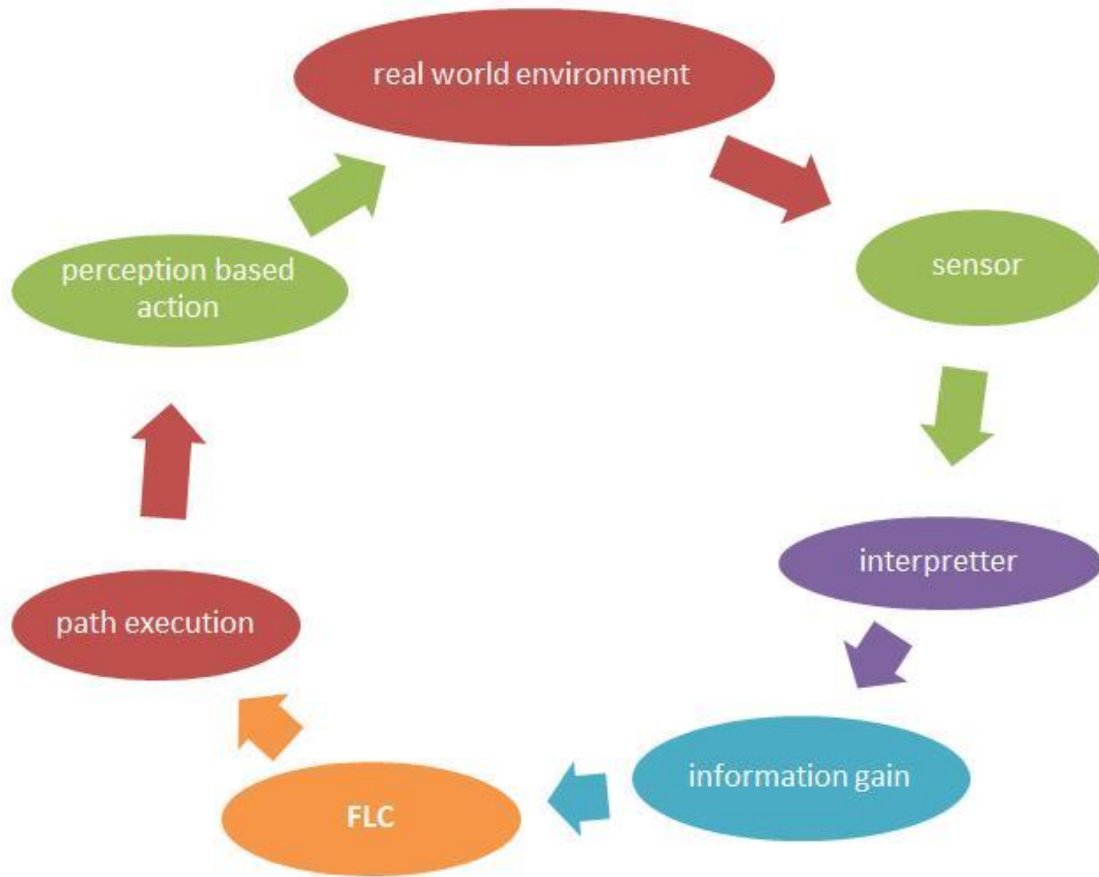 real world environment
sensor
interpretter
information gain
FLC
path execution
perception based
action